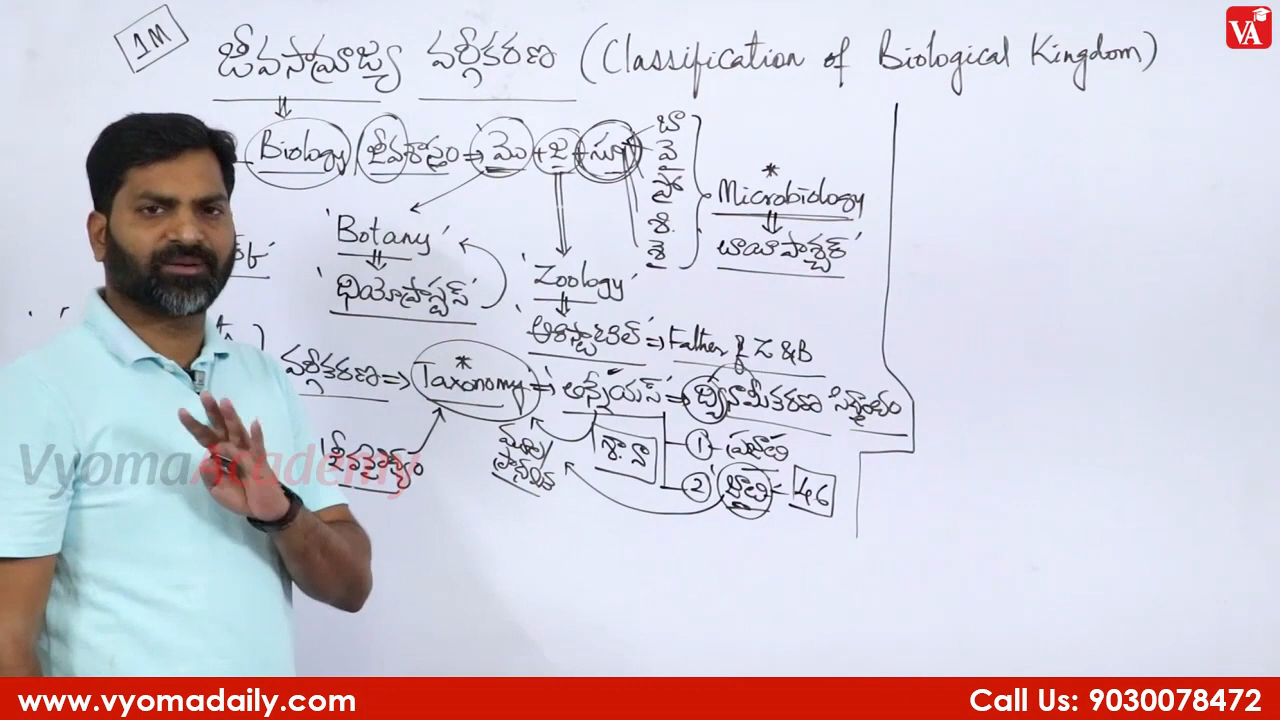 1M
జీవసామ్రాజ్య వర్గీకరణ (Classification of Biological Kingdom)
VA
Biology / జీవశాస్త్రం => మొ + జ + సూ
బా
వై
ప్రో
శి.
శై
* Microbiology
లూయీపాశ్చర్'
'Botany'
'థియోఫ్రాస్టస్'
'Zoology'
'అరిస్టాటిల్' => Father of Z & B
వర్గీకరణ => * Taxonomy => లిన్నేయస్' => ద్వినామీకరణ సిద్ధాంతం
శా. నా
1 ప్రజాతి
2 జాతి - 46
VyomaAcademy
www.vyomadaily.com
Call Us: 9030078472